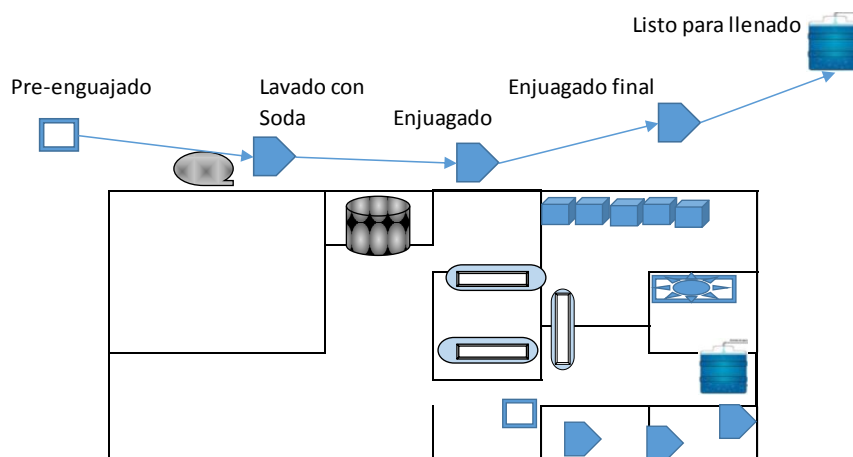 Listo para llenado
Pre-enguajado
Lavado con
Soda
Enjuagado
Enjuagado final